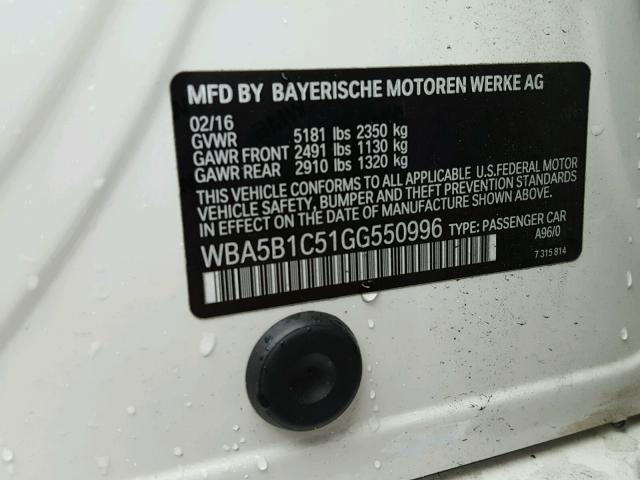 MFD BY BAYERISCHE MOTOREN WERKE AG
02/16
GVWR 5181 lbs 2350 kg
GAWR FRONT 2491 lbs 1130 kg
GAWR REAR 2910 lbs 1320 kg
THIS VEHICLE CONFORMS TO ALL APPLICABLE U.S.FEDERAL MOTOR
VEHICLE SAFETY, BUMPER AND THEFT PREVENTION STANDARDS
IN EFFECT ON THE DATE OF MANUFACTURE SHOWN ABOVE.
WBA5B1C51GG550996 TYPE: PASSENGER CAR
A96/0
7 315 814